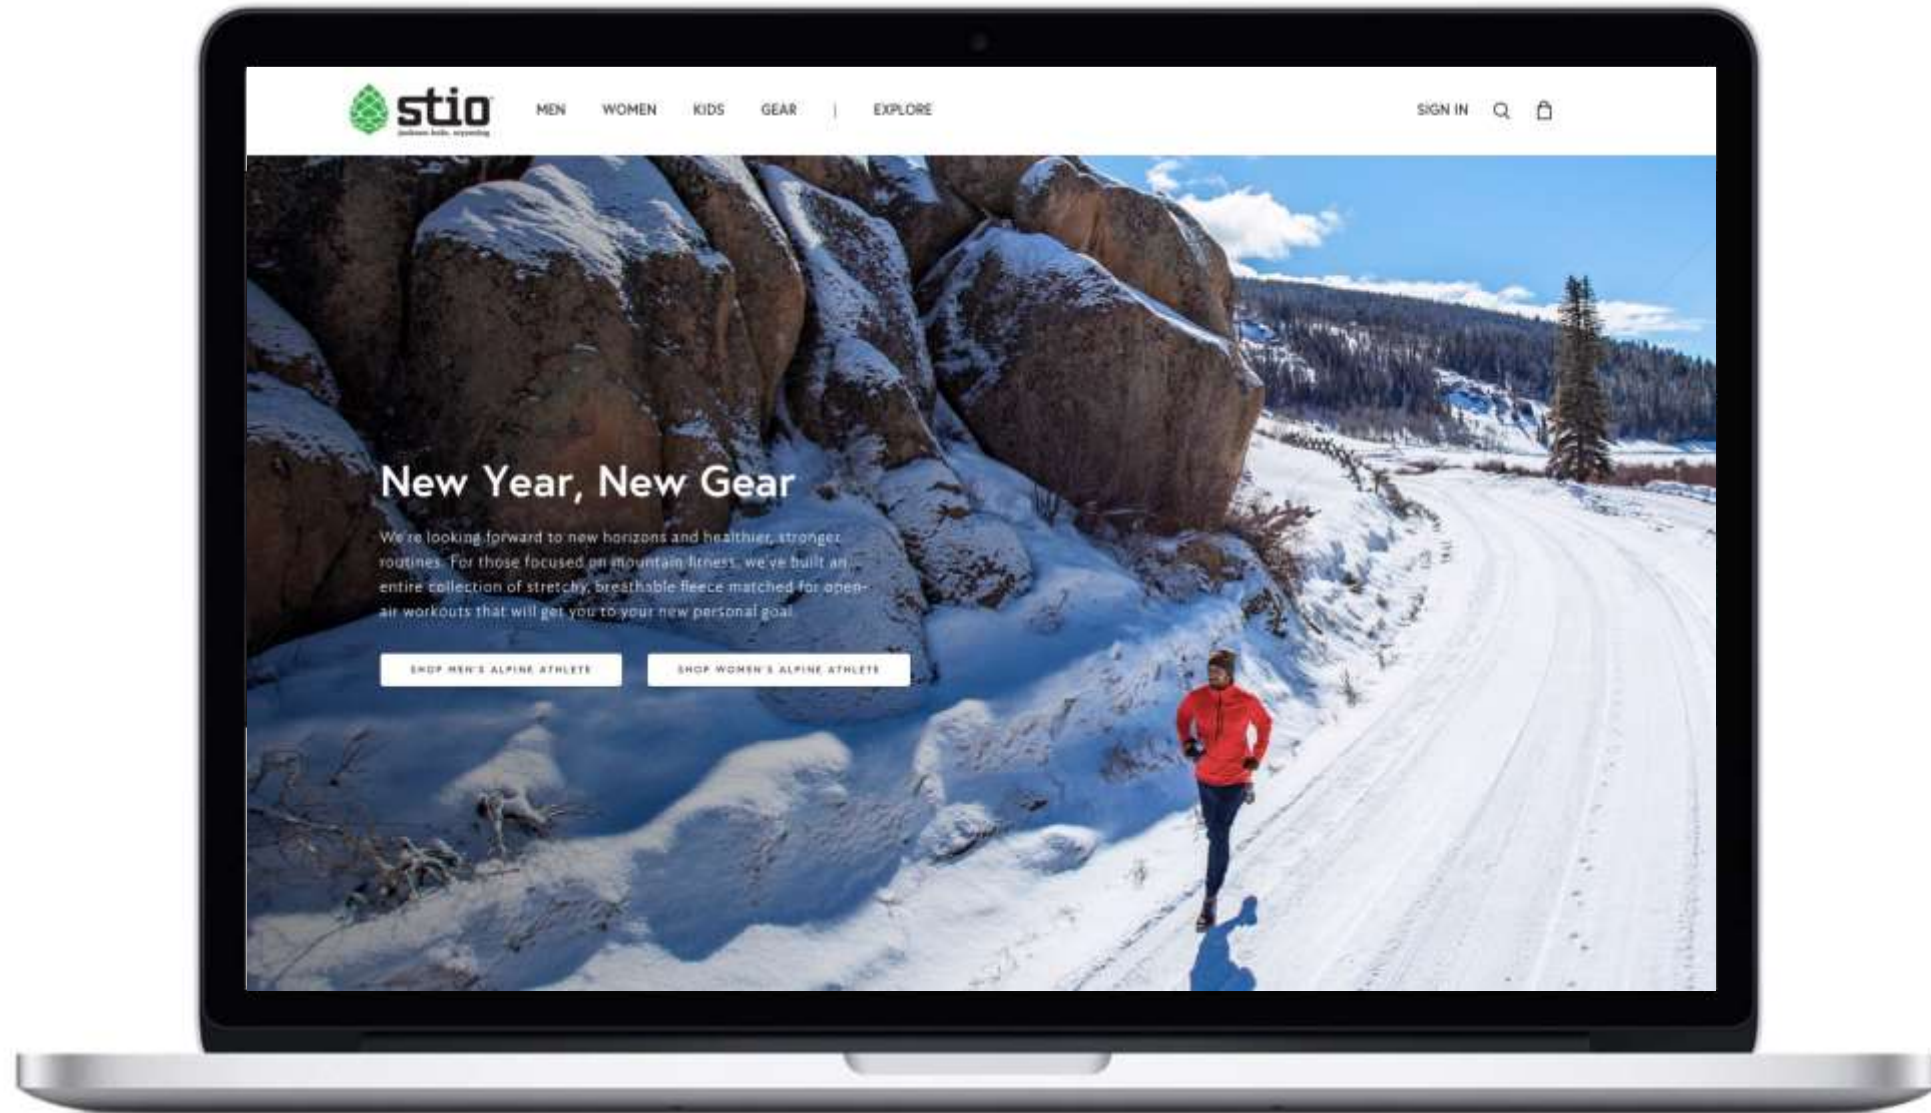 stio
jackson hole, wyoming
MEN WOMEN KIDS GEAR | EXPLORE
SIGN IN
New Year, New Gear
We're looking forward to new horizons and healthier, stronger
routines. For those focused on mountain fitness, we've built an
entire collection of stretchy, breathable fleece matched for open-
air workouts that will get you to your new personal goal.
SHOP MEN'S ALPINE ATHLETE
SHOP WOMEN'S ALPINE ATHLETE